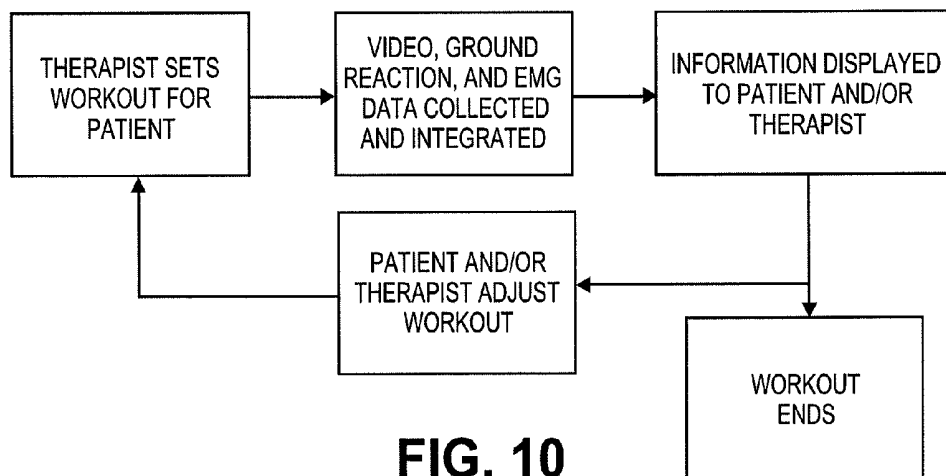 THERAPIST SETS
WORKOUT FOR
PATIENT
VIDEO, GROUND
REACTION, AND EMG
DATA COLLECTED
AND INTEGRATED
INFORMATION DISPLAYED
TO PATIENT AND/OR
THERAPIST
PATIENT AND/OR
THERAPIST ADJUST
WORKOUT
WORKOUT
ENDS
FIG. 10